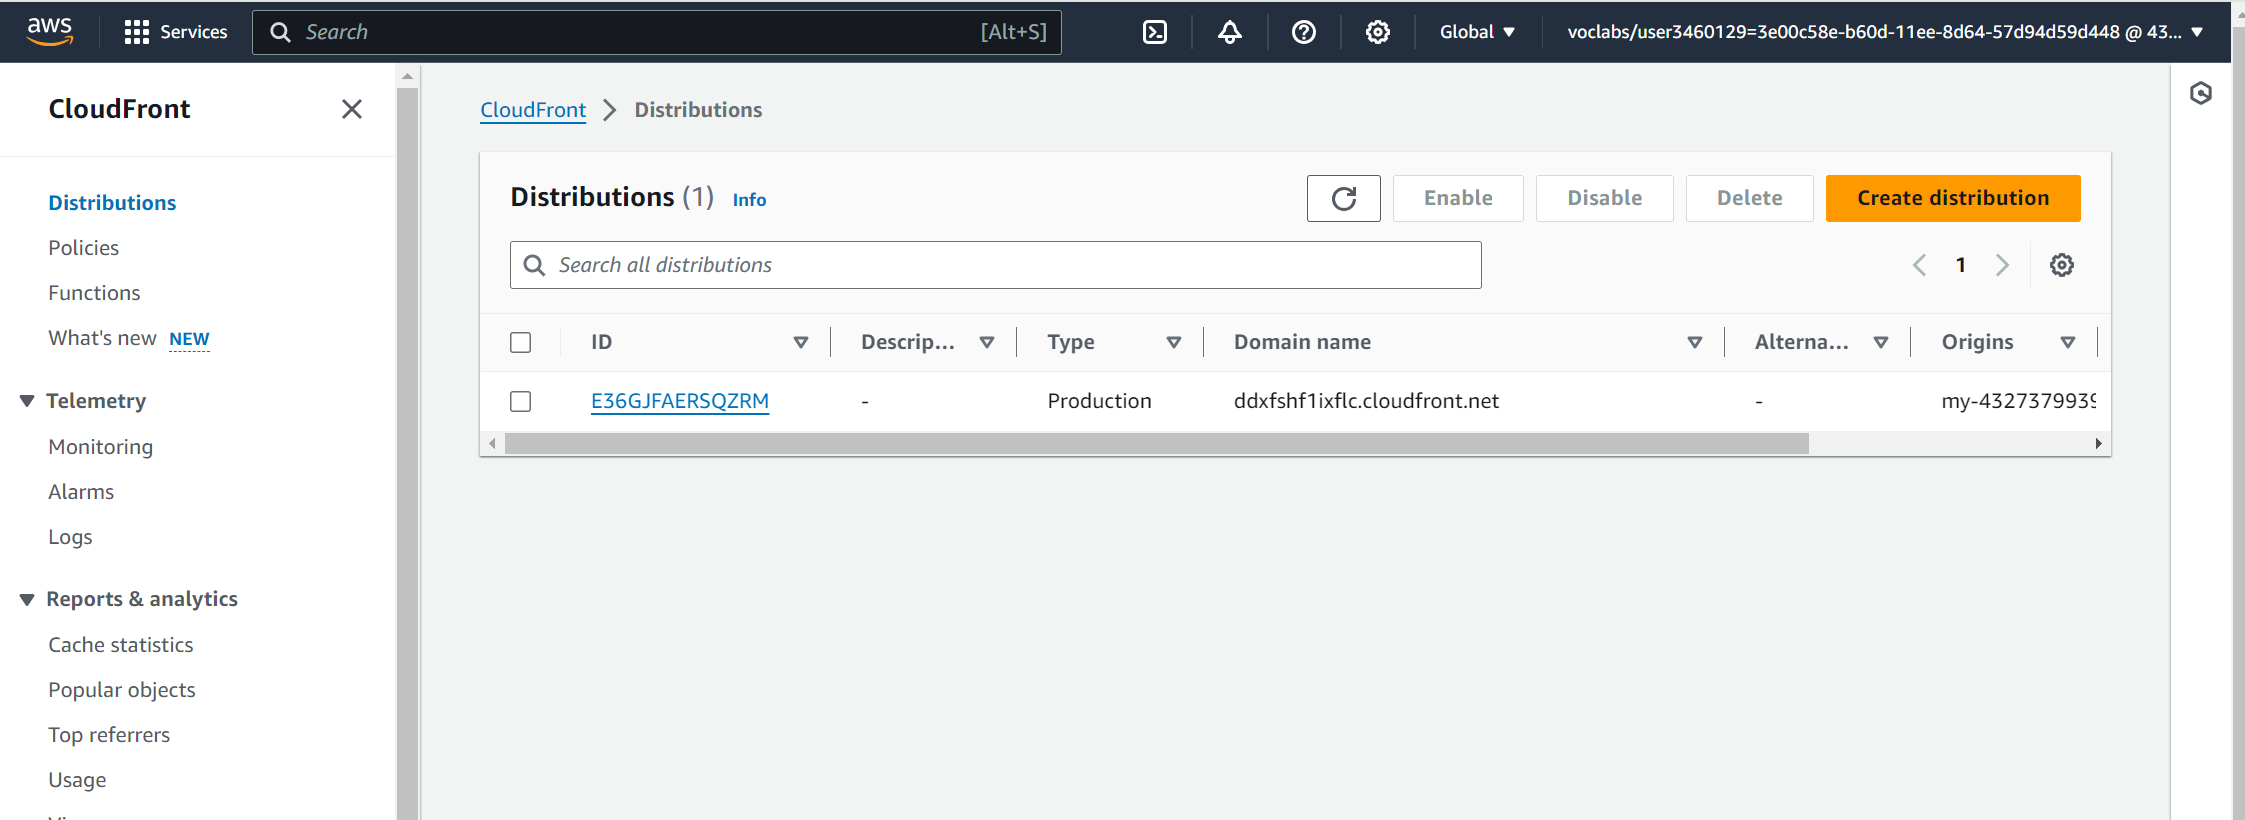 aws
Services
Search [Alt+S]
Global
voclabs/user3460129=3e00c58e-b60d-11ee-8d64-57d94d59d448 @ 43...
CloudFront
Distributions
Policies
Functions
What's new NEW
Telemetry
Monitoring
Alarms
Logs
Reports & analytics
Cache statistics
Popular objects
Top referrers
Usage
CloudFront > Distributions
Distributions (1) Info
Enable
Disable
Delete
Create distribution
Search all distributions
1
ID Descrip... Type Domain name Alterna... Origins
E36GJFAERSQZRM - Production ddxfshf1ixflc.cloudfront.net - my-4327379939